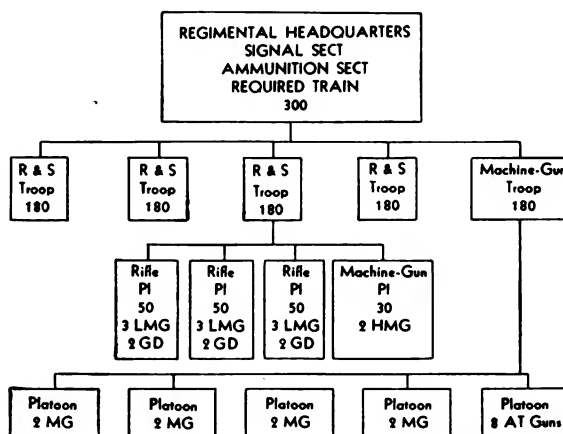 REGIMENTAL HEADQUARTERS
SIGNAL SECT
AMMUNITION SECT
REQUIRED TRAIN
300
R & S
Troop
180
R & S
Troop
180
R & S
Troop
180
R & S
Troop
180
Machine-Gun
Troop
180
Rifle
Pl
50
3 LMG
2 GD
Rifle
Pl
50
3 LMG
2 GD
Rifle
Pl
50
3 LMG
2 GD
Machine-Gun
Pl
30
2 HMG
Platoon
2 MG
Platoon
2 MG
Platoon
2 MG
Platoon
2 MG
Platoon
8 AT Guns